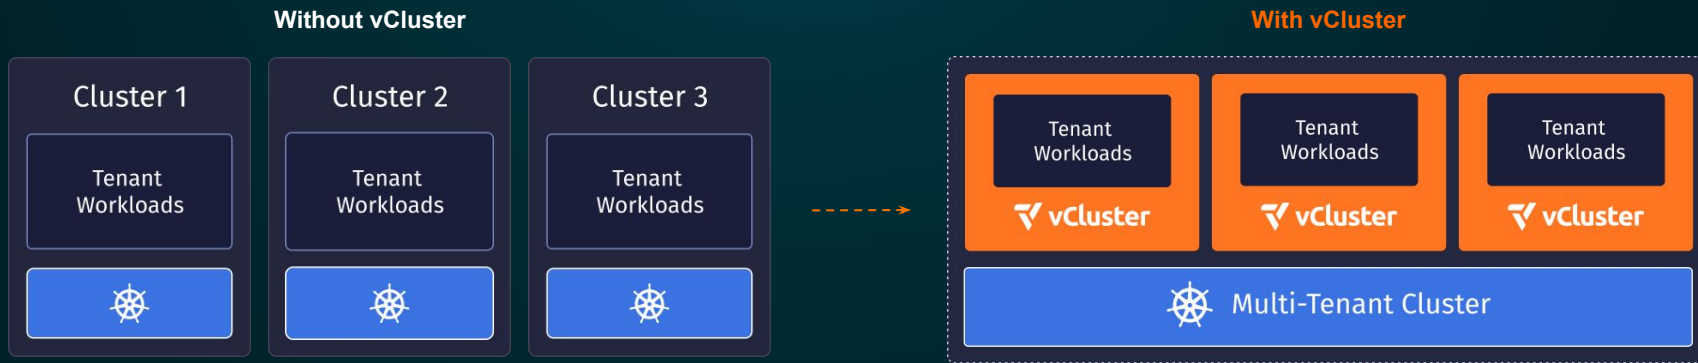 Without vCluster
Cluster 1
Tenant
Workloads
Cluster 2
Tenant
Workloads
Cluster 3
Tenant
Workloads
With vCluster
Tenant
Workloads
vCluster
Tenant
Workloads
vCluster
Tenant
Workloads
vCluster
Multi-Tenant Cluster